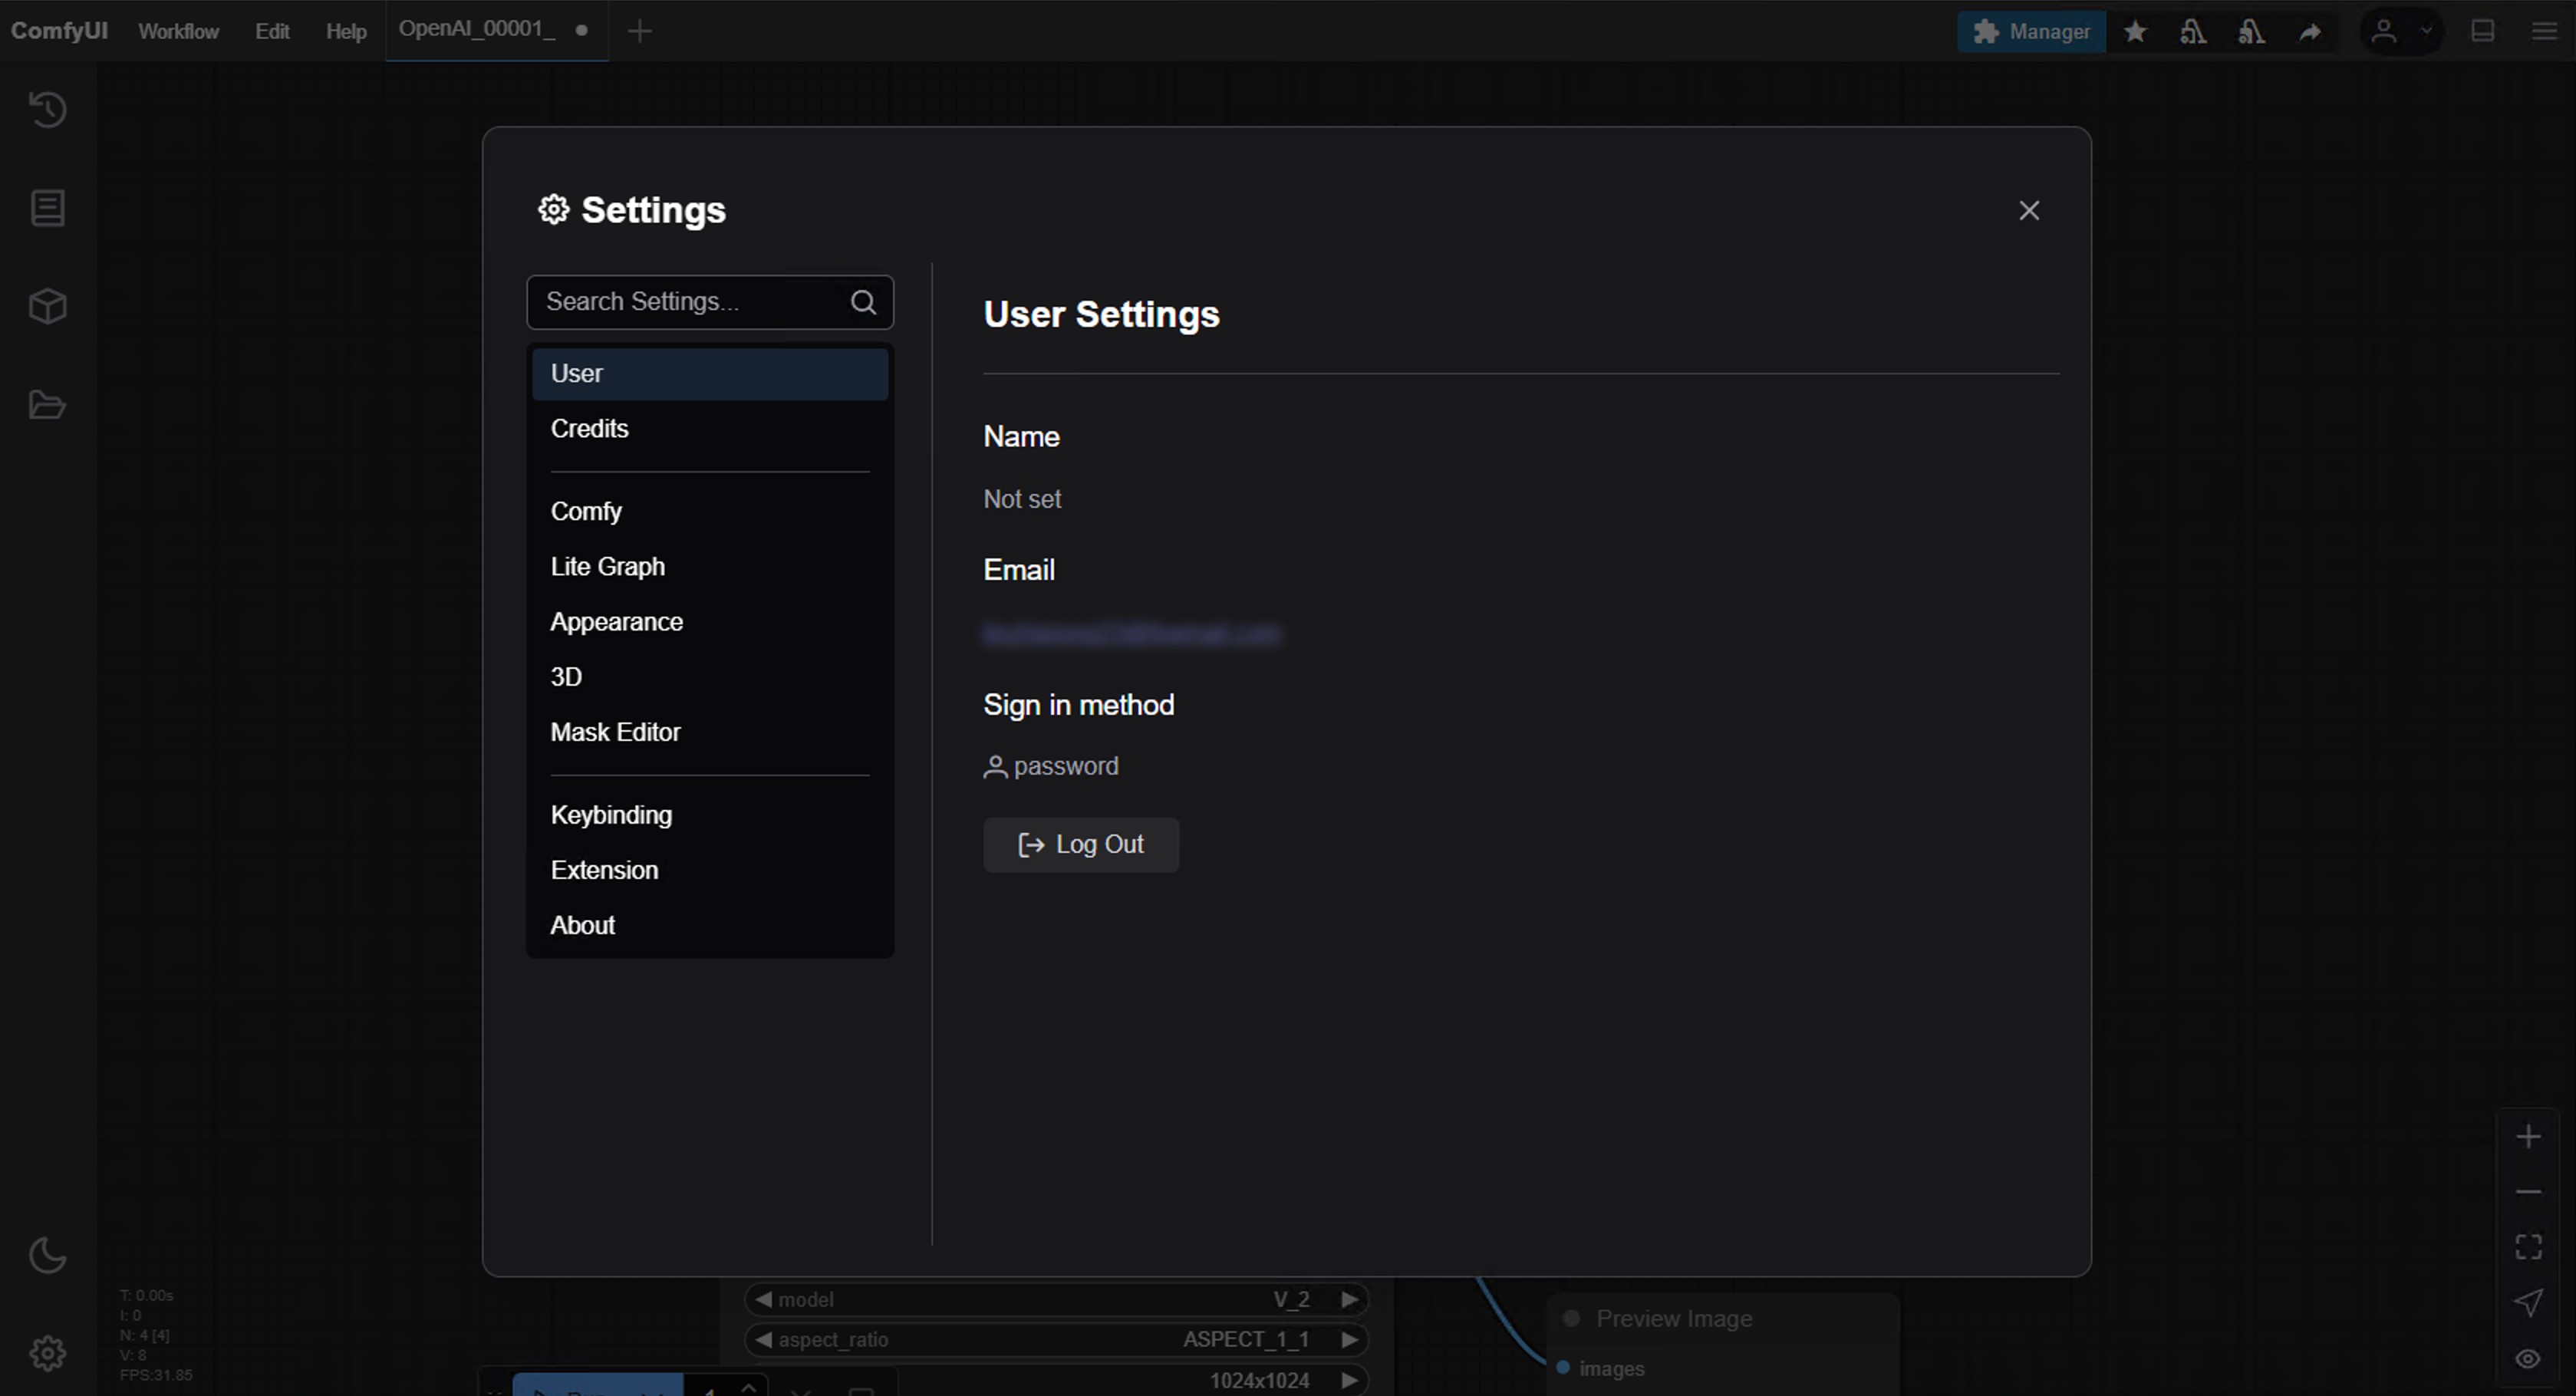 ComfyUI Workflow Edit Help OpenAI_00001_
Manager
Settings
Search Settings...
User
Credits
Comfy
Lite Graph
Appearance
3D
Mask Editor
Keybinding
Extension
About
User Settings
Name
Not set
Email
Sign in method
password
Log Out
T: 0.00s
I: 0
N: 4 [4]
V: 8
FPS:31.85
model V_2
aspect_ratio ASPECT_1_1
1024x1024
Preview Image
images